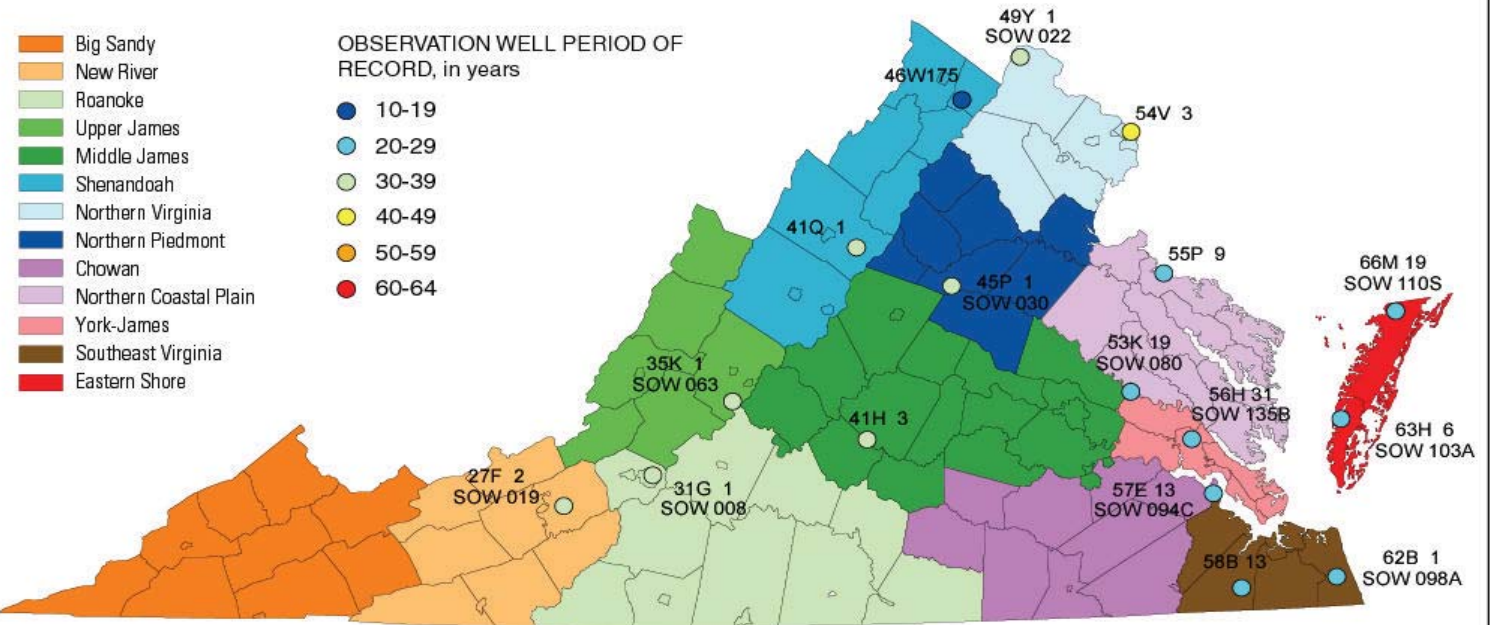 Big Sandy
New River
Roanoke
Upper James
Middle James
Shenandoah
Northern Virginia
Northern Piedmont
Chowan
Northern Coastal Plain
York-James
Southeast Virginia
Eastern Shore
OBSERVATION WELL PERIOD OF
RECORD, in years
10-19
20-29
30-39
40-49
50-59
60-64
49Y 1
SOW 022
46W175
54V 3
41Q 1
45P 1
SOW 030
55P 9
66M 19
SOW 110S
53K 19
SOW 080
35K 1
SOW 063
56H 31
SOW 135B
41H 3
63H 6
SOW 103A
27F 2
SOW 019
31G 1
SOW 008
57E 13
SOW 094C
58B 13
62B 1
SOW 098A